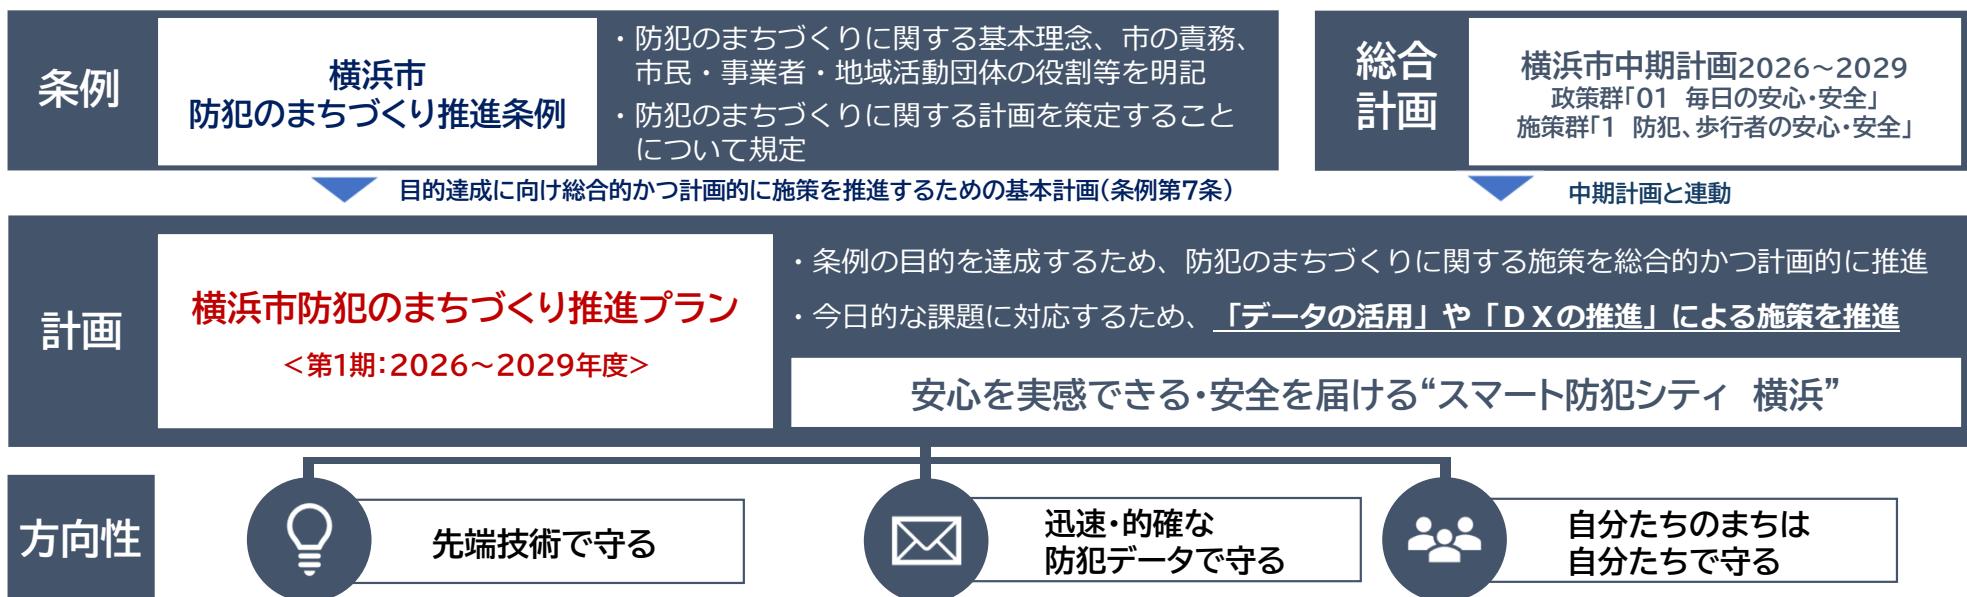 条例
横浜市
防犯のまちづくり推進条例
・防犯のまちづくりに関する基本理念、市の責務、
市民・事業者・地域活動団体の役割等を明記
・防犯のまちづくりに関する計画を策定すること
について規定
総合
計画
横浜市中期計画2026～2029
政策群「01　毎日の安心・安全」
施策群「1　防犯、歩行者の安心・安全」
目的達成に向け総合的かつ計画的に施策を推進するための基本計画（条例第7条）
中期計画と連動
計画
横浜市防犯のまちづくり推進プラン
＜第1期：2026～2029年度＞
・条例の目的を達成するため、防犯のまちづくりに関する施策を総合的かつ計画的に推進
・今日的な課題に対応するため、「データの活用」や「ＤＸの推進」による施策を推進
安心を実感できる・安全を届ける“スマート防犯シティ　横浜”
方向性
先端技術で守る
迅速・的確な
防犯データで守る
自分たちのまちは
自分たちで守る